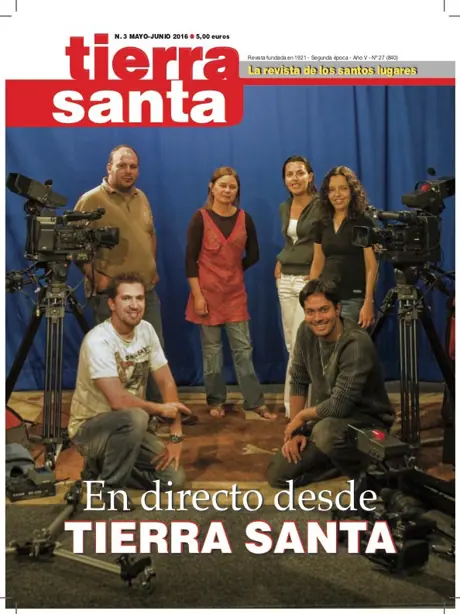 N. 3 MAYO-JUNIO 2016 ● 5,00 euros
tierra
santa
Revista fundada en 1921 - Segunda época - Año V - Nº 27 (840)
La revista de los santos lugares
En directo desde
TIERRA SANTA